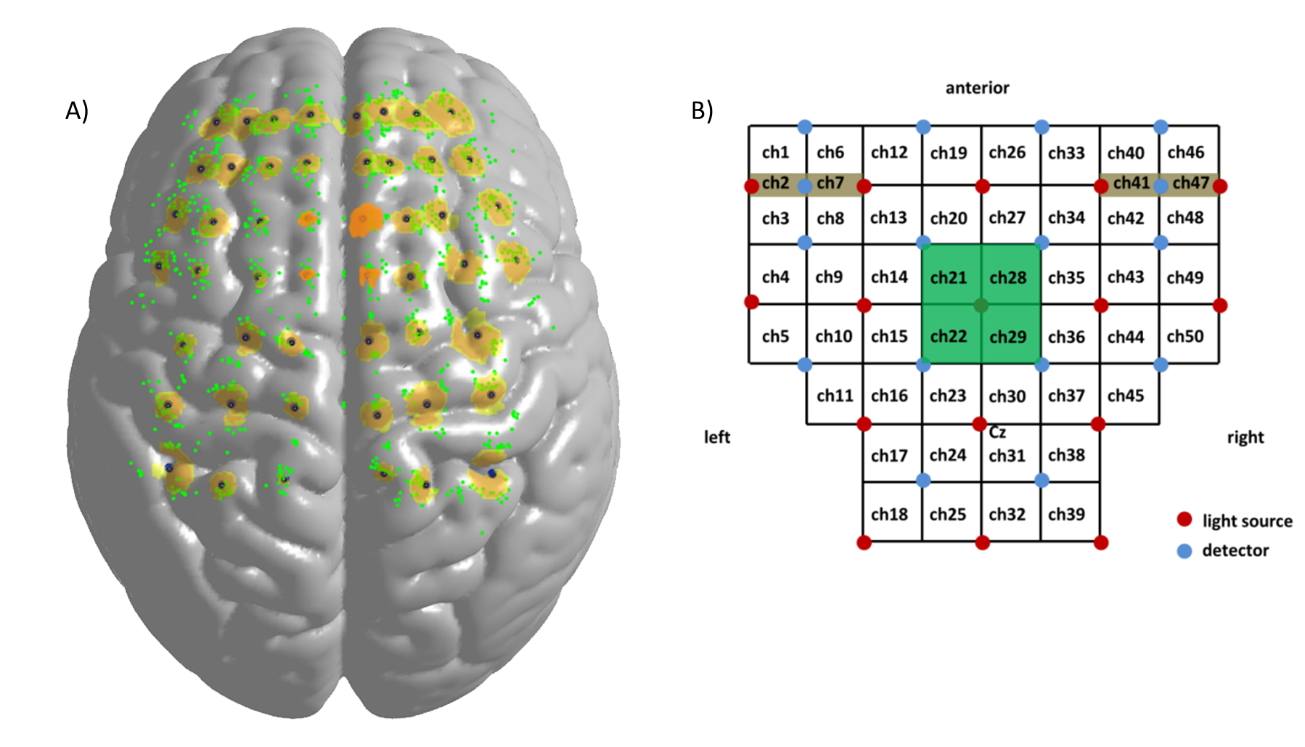 A)
B)
anterior
ch1 ch6 ch12 ch19 ch26 ch33 ch40 ch46
ch2 ch7 ch41 ch47
ch3 ch8 ch13 ch20 ch27 ch34 ch42 ch48
ch4 ch9 ch14 ch21 ch28 ch35 ch43 ch49
ch5 ch10 ch15 ch22 ch29 ch36 ch44 ch50
ch11 ch16 ch23 ch30 ch37 ch45
left
Cz
right
ch17 ch24 ch31 ch38
ch18 ch25 ch32 ch39
light source
detector